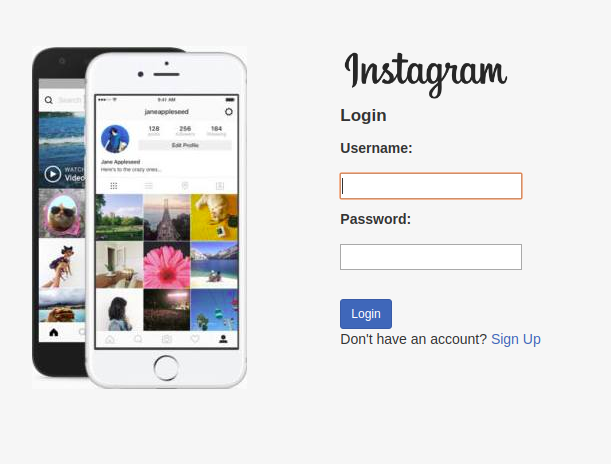 Instagram
Login
Username:
Password:
Login
Don't have an account? Sign Up
9:41 AM
janeappleseed
128
256
184
posts
followers
following
Edit Profile
Jane Appleseed
Here's to the crazy ones...
Search
WATCH
Video